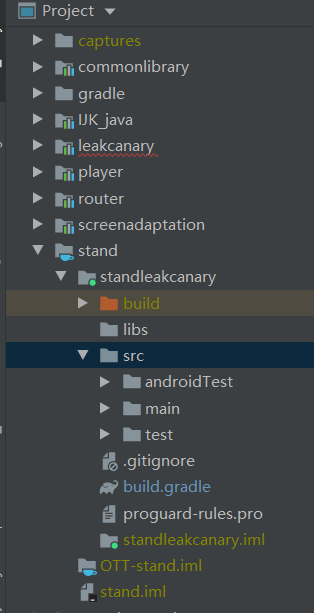 Project
captures
commonlibrary
gradle
IJK_java
leakcanary
player
router
screenadaptation
stand
standleakcanary
build
libs
src
androidTest
main
test
.gitignore
build.gradle
proguard-rules.pro
standleakcanary.iml
OTT-stand.iml
stand.iml